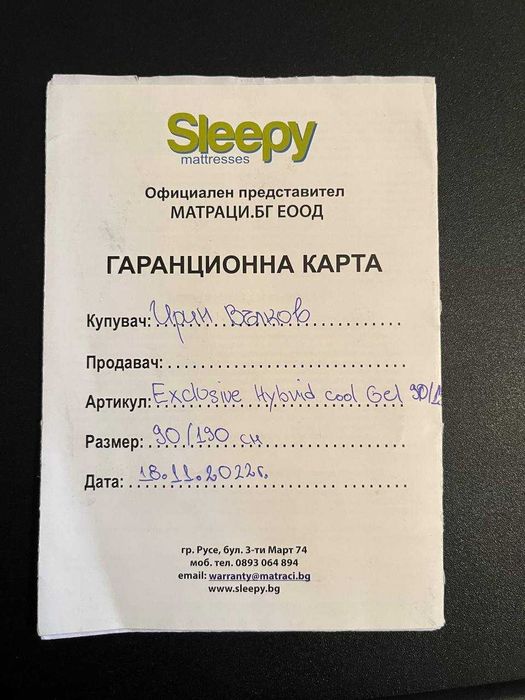 Sleepy
mattresses
Официален представител
МАТРАЦИ.БГ ЕООД
ГАРАНЦИОННА КАРТА
Купувач: Ирин Вълков
Продавач:
Артикул: Exclusive Hybrid cool Gel 90/19
Размер: 90/190 см
Дата: 18.11.2022г.
гр. Русе, бул. 3-ти Март 74
моб. тел. 0893 064 894
email: warranty@matraci.bg
www.sleepy.bg